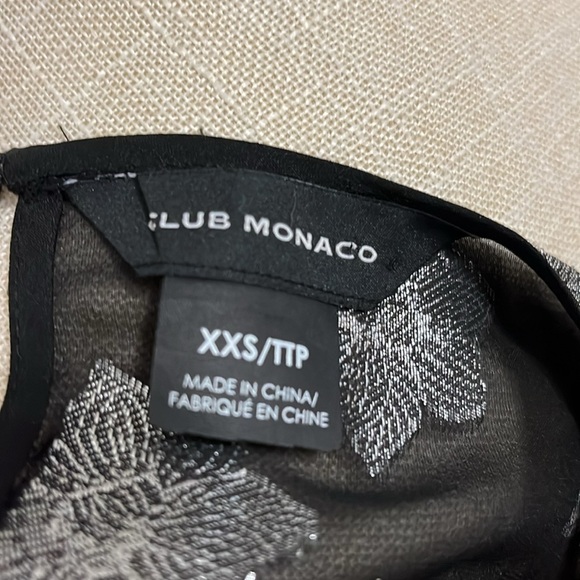 CLUB MONACO
XXS/TTP
MADE IN CHINA/
FABRIQUÉ EN CHINE